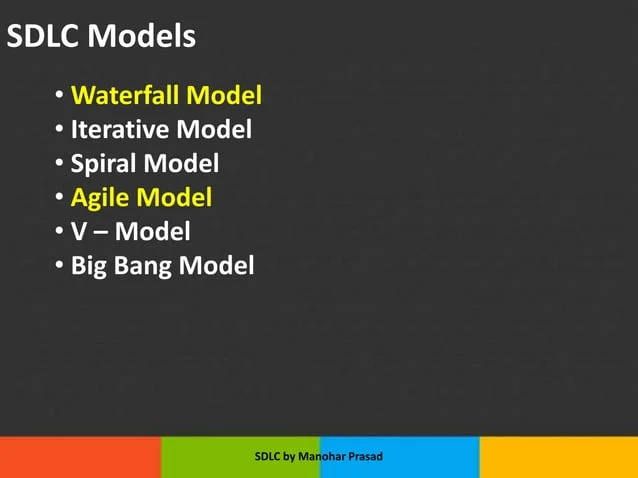 SDLC Models
• Waterfall Model
• Iterative Model
• Spiral Model
• Agile Model
• V – Model
• Big Bang Model
SDLC by Manohar Prasad